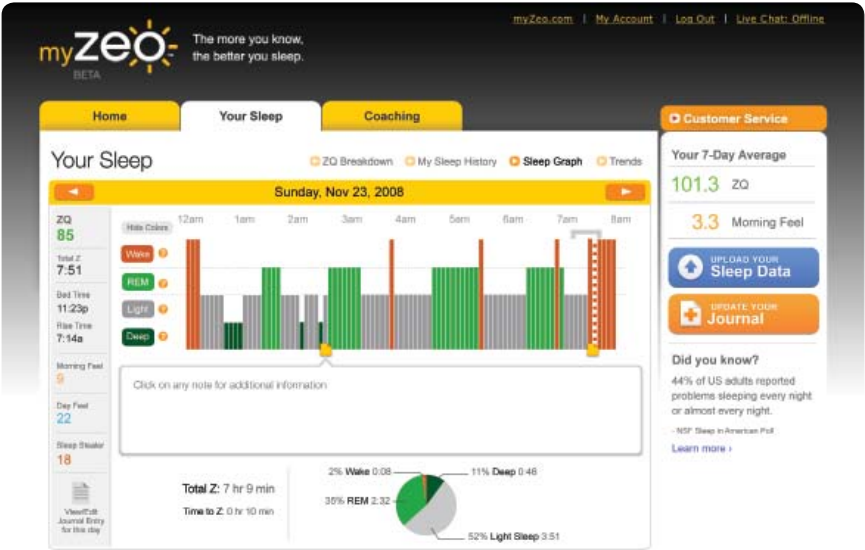 myZeo.com | My Account | Log Out | Live Chat: Offline
myZeo
BETA
The more you know,
the better you sleep.
Home
Your Sleep
Coaching
Customer Service
Your Sleep
ZQ Breakdown
My Sleep History
Sleep Graph
Trends
Sunday, Nov 23, 2008
ZQ
85
Total Z
7:51
Bed Time
11:23p
Rise Time
7:14a
Morning Feel
9
Day Feel
22
Sleep Stealer
18
View/Edit
Journal Entry
for this day
Hide Colors
12am 1am 2am 3am 4am 5am 6am 7am 8am
Wake ?
REM ?
Light ?
Deep ?
Click on any note for additional information
Total Z: 7 hr 9 min
Time to Z: 0 hr 10 min
2% Wake 0:08
11% Deep 0:46
35% REM 2:32
52% Light Sleep 3:51
Your 7-Day Average
101.3 ZQ
3.3 Morning Feel
UPLOAD YOUR
Sleep Data
UPDATE YOUR
Journal
Did you know?
44% of US adults reported
problems sleeping every night
or almost every night.
- NSF Sleep in American Poll
Learn more ›